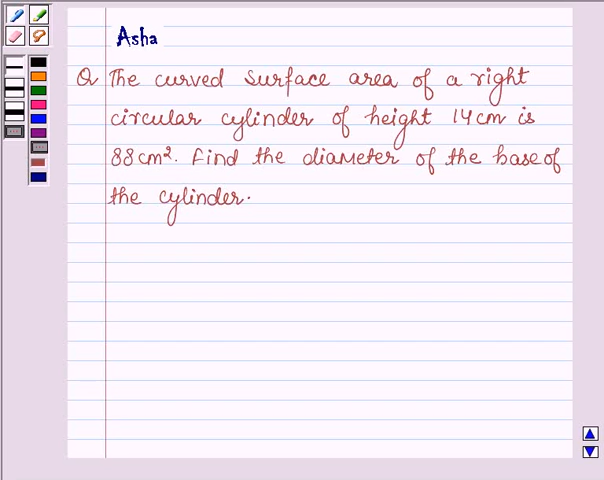 Asha
Q The curved surface area of a right
circular cylinder of height 14cm is
88cm². Find the diameter of the base of
the cylinder.